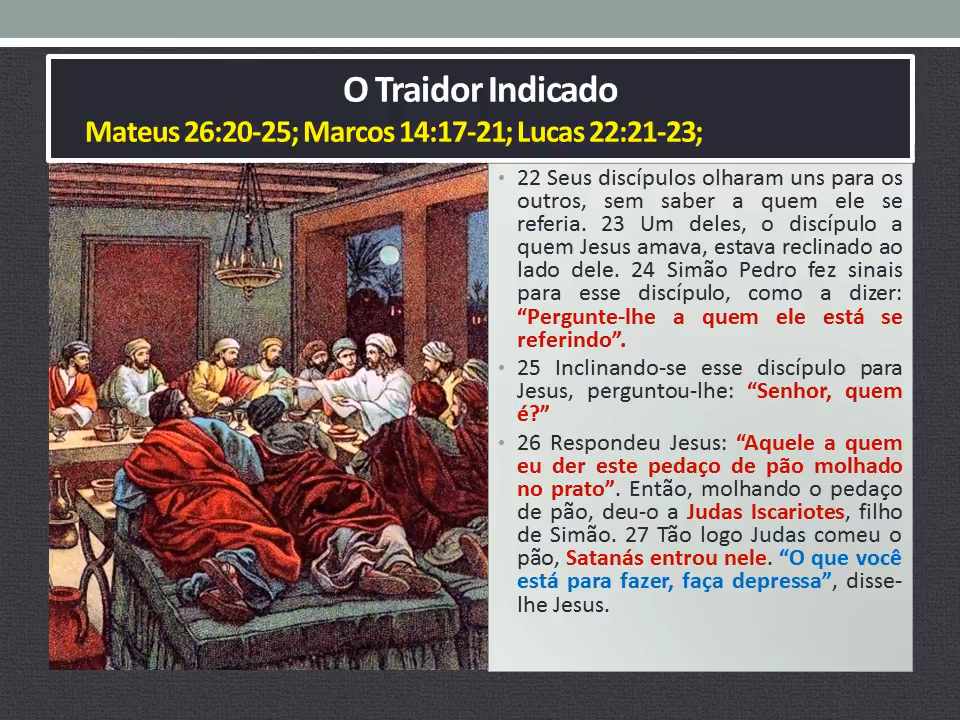 O Traidor Indicado
Mateus 26:20-25; Marcos 14:17-21; Lucas 22:21-23;
• 22 Seus discípulos olharam uns para os
outros, sem saber a quem ele se
referia. 23 Um deles, o discípulo a
quem Jesus amava, estava reclinado ao
lado dele. 24 Simão Pedro fez sinais
para esse discípulo, como a dizer:
“Pergunte-lhe a quem ele está se
referindo”.
• 25 Inclinando-se esse discípulo para
Jesus, perguntou-lhe: “Senhor, quem
é?”
• 26 Respondeu Jesus: “Aquele a quem
eu der este pedaço de pão molhado
no prato”. Então, molhando o pedaço
de pão, deu-o a Judas Iscariotes, filho
de Simão. 27 Tão logo Judas comeu o
pão, Satanás entrou nele. “O que você
está para fazer, faça depressa”, disse-
lhe Jesus.